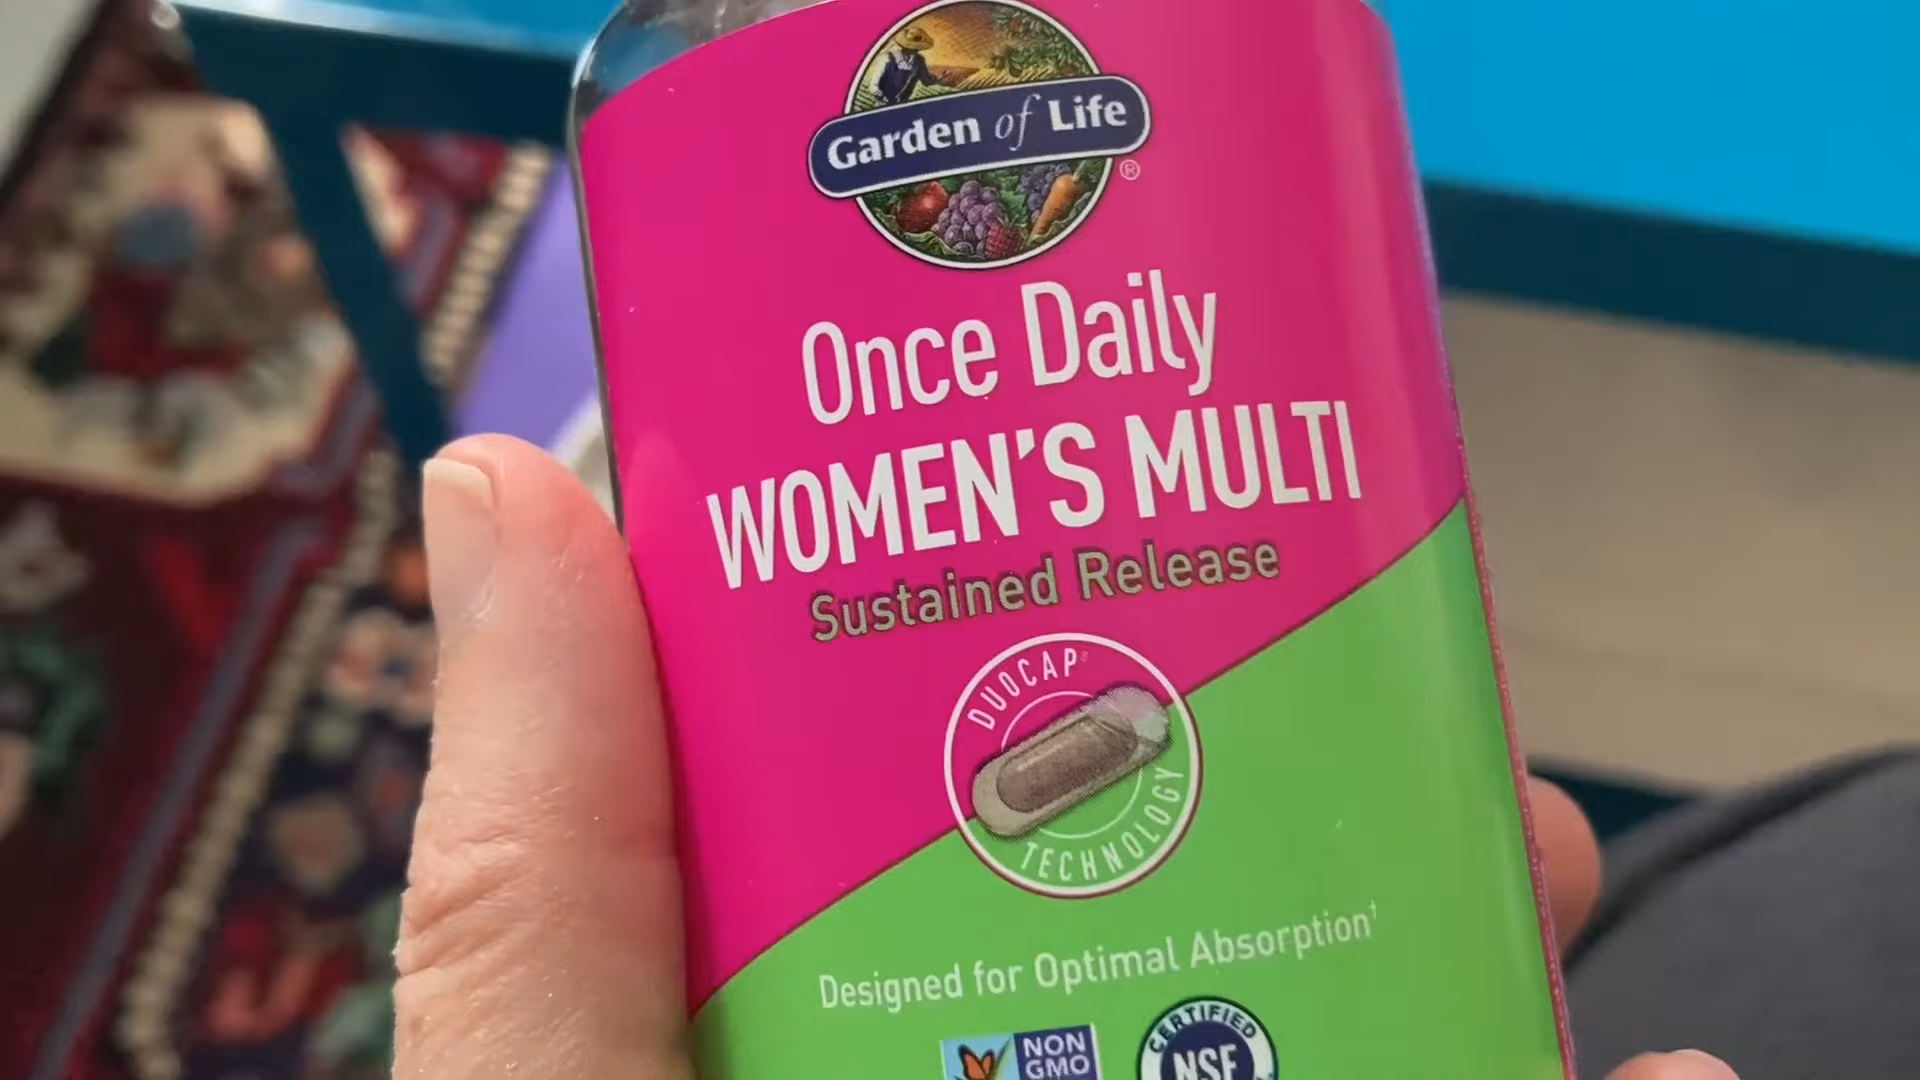 Garden of Life
®
Once Daily
WOMEN'S MULTI
Sustained Release
DUOCAP®
TECHNOLOGY
Designed for Optimal Absorption†
NON
GMO
CERTIFIED
NSF